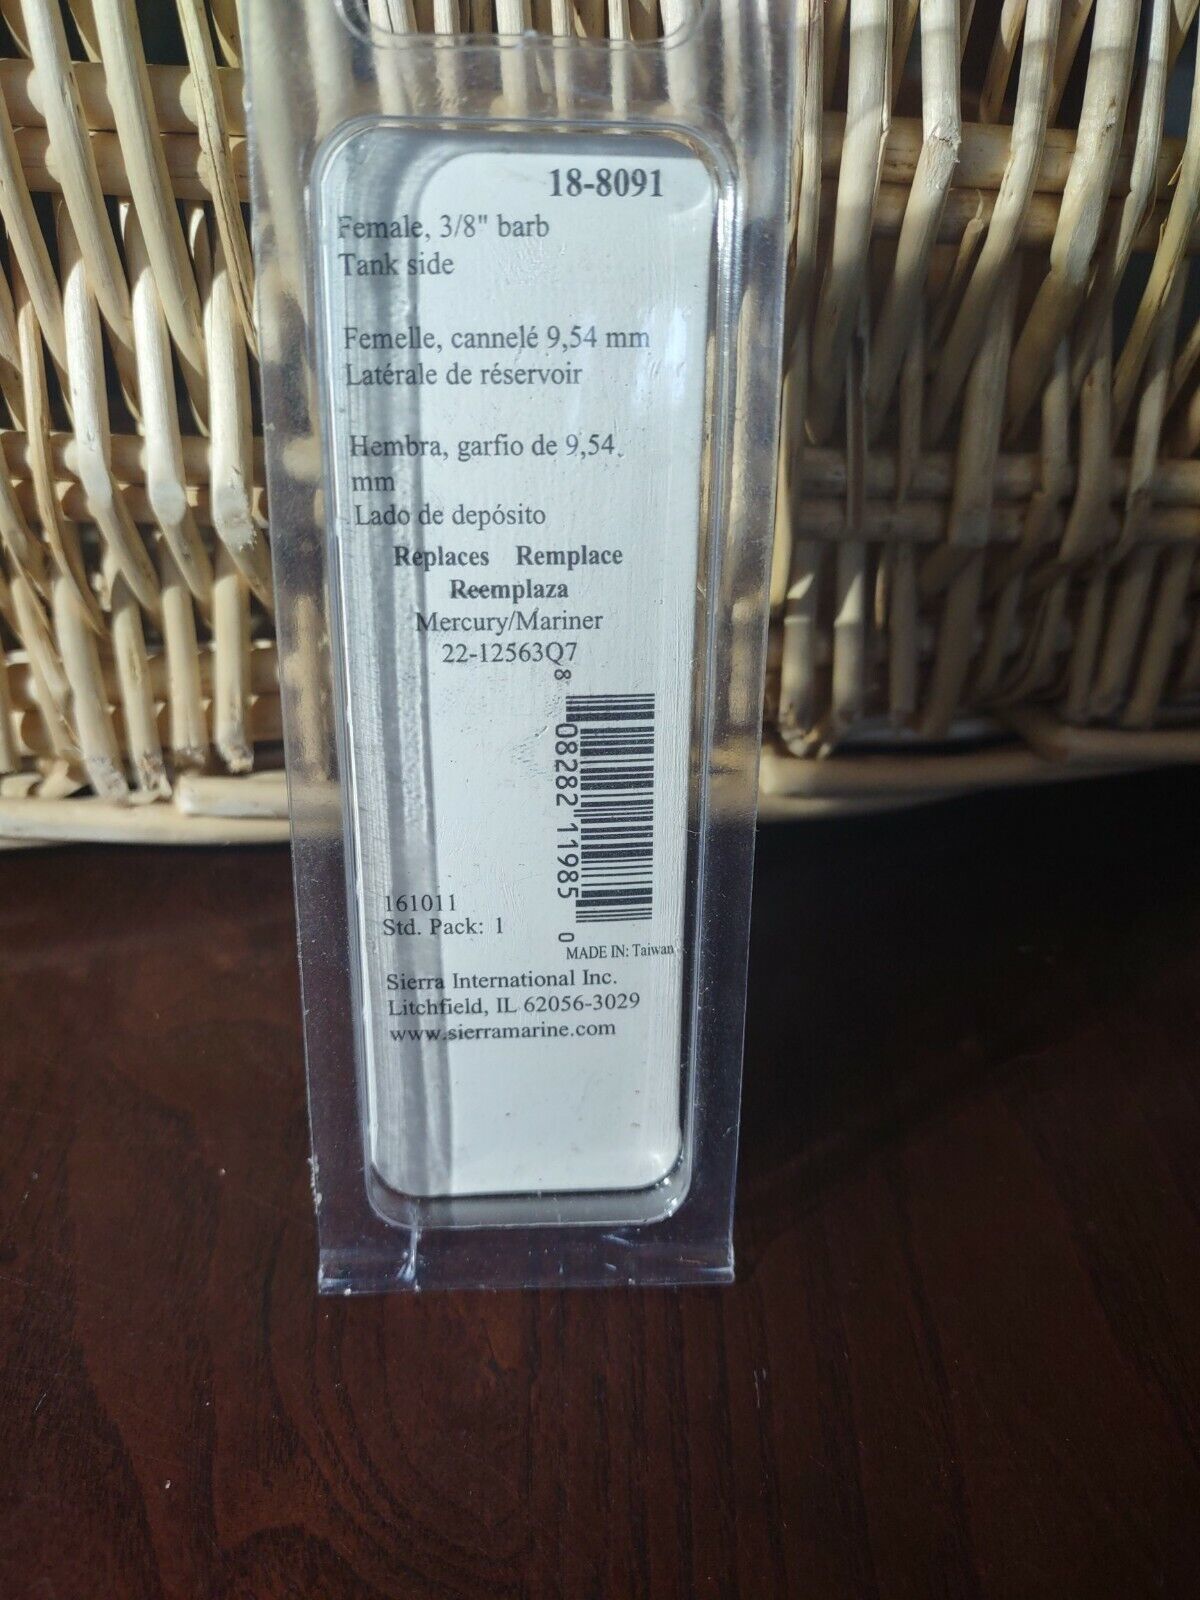 18-8091
Female, 3/8" barb
Tank side
Femelle, cannelé 9,54 mm
Latérale de réservoir
Hembra, garfio de 9,54
mm
Lado de depósito
Replaces Remplace
Reemplaza
Mercury/Mariner
22-12563Q7
8 08282 11985 0
161011
Std. Pack: 1
MADE IN: Taiwan
Sierra International Inc.
Litchfield, IL 62056-3029
www.sierramarine.com